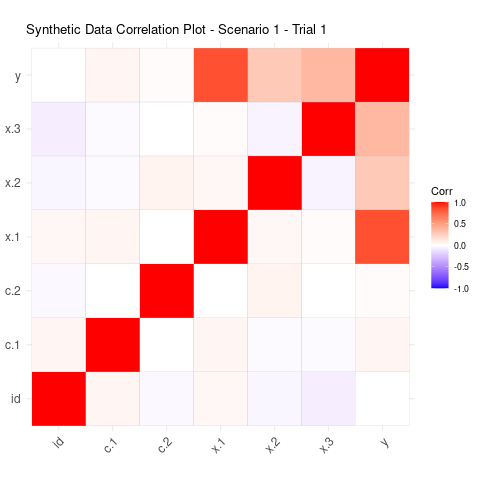 Synthetic Data Correlation Plot - Scenario 1 - Trial 1
y
x.3
x.2
x.1
c.2
c.1
id
id
c.1
c.2
x.1
x.2
x.3
y
Corr
1.0
0.5
0.0
-0.5
-1.0